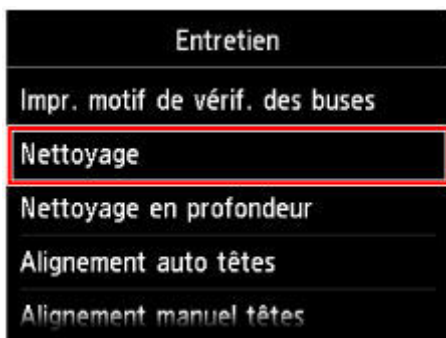 Entretien
Impr. motif de vérif. des buses
Nettoyage
Nettoyage en profondeur
Alignement auto têtes
Alignement manuel têtes